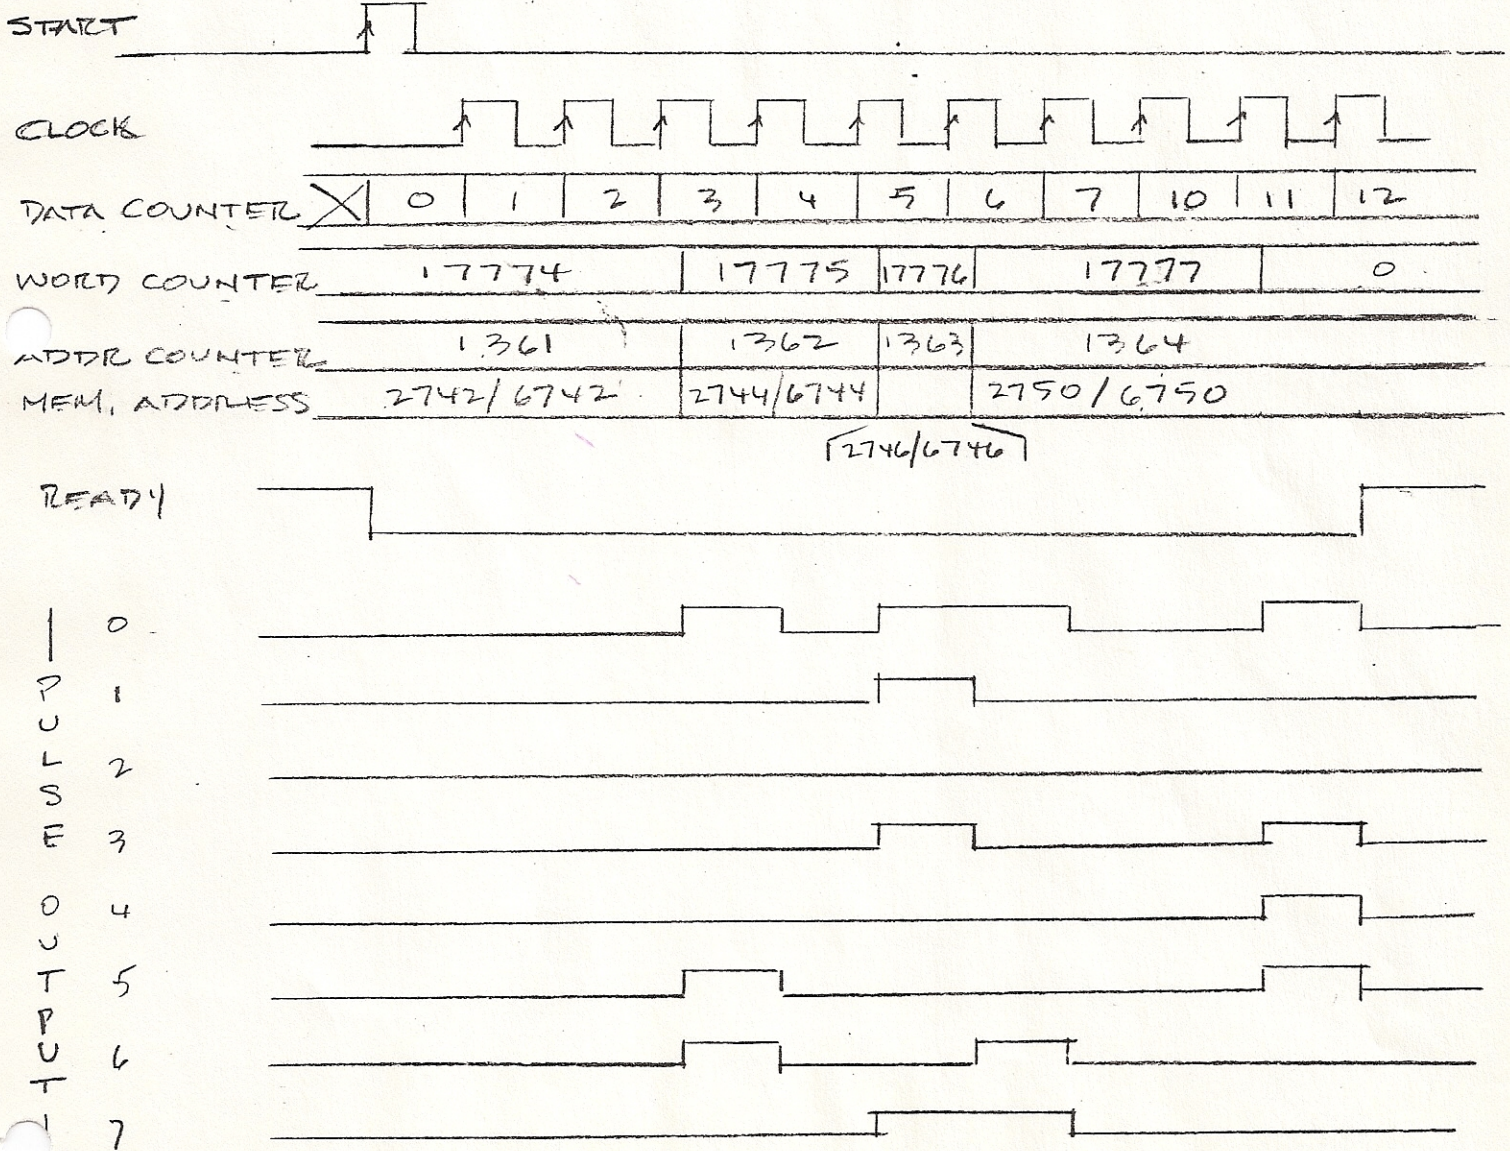 START
CLOCK
DATA COUNTER 0 1 2 3 4 5 6 7 10 11 12
WORD COUNTER 17774 17775 17776 17777 0
ADDR COUNTER 1361 1362 1363 1364
MEM. ADDRESS 2742/6742 2744/6744 2750/6750
2746/6746
READY
PULSE OUTPUT
0
1
2
3
4
5
6
7